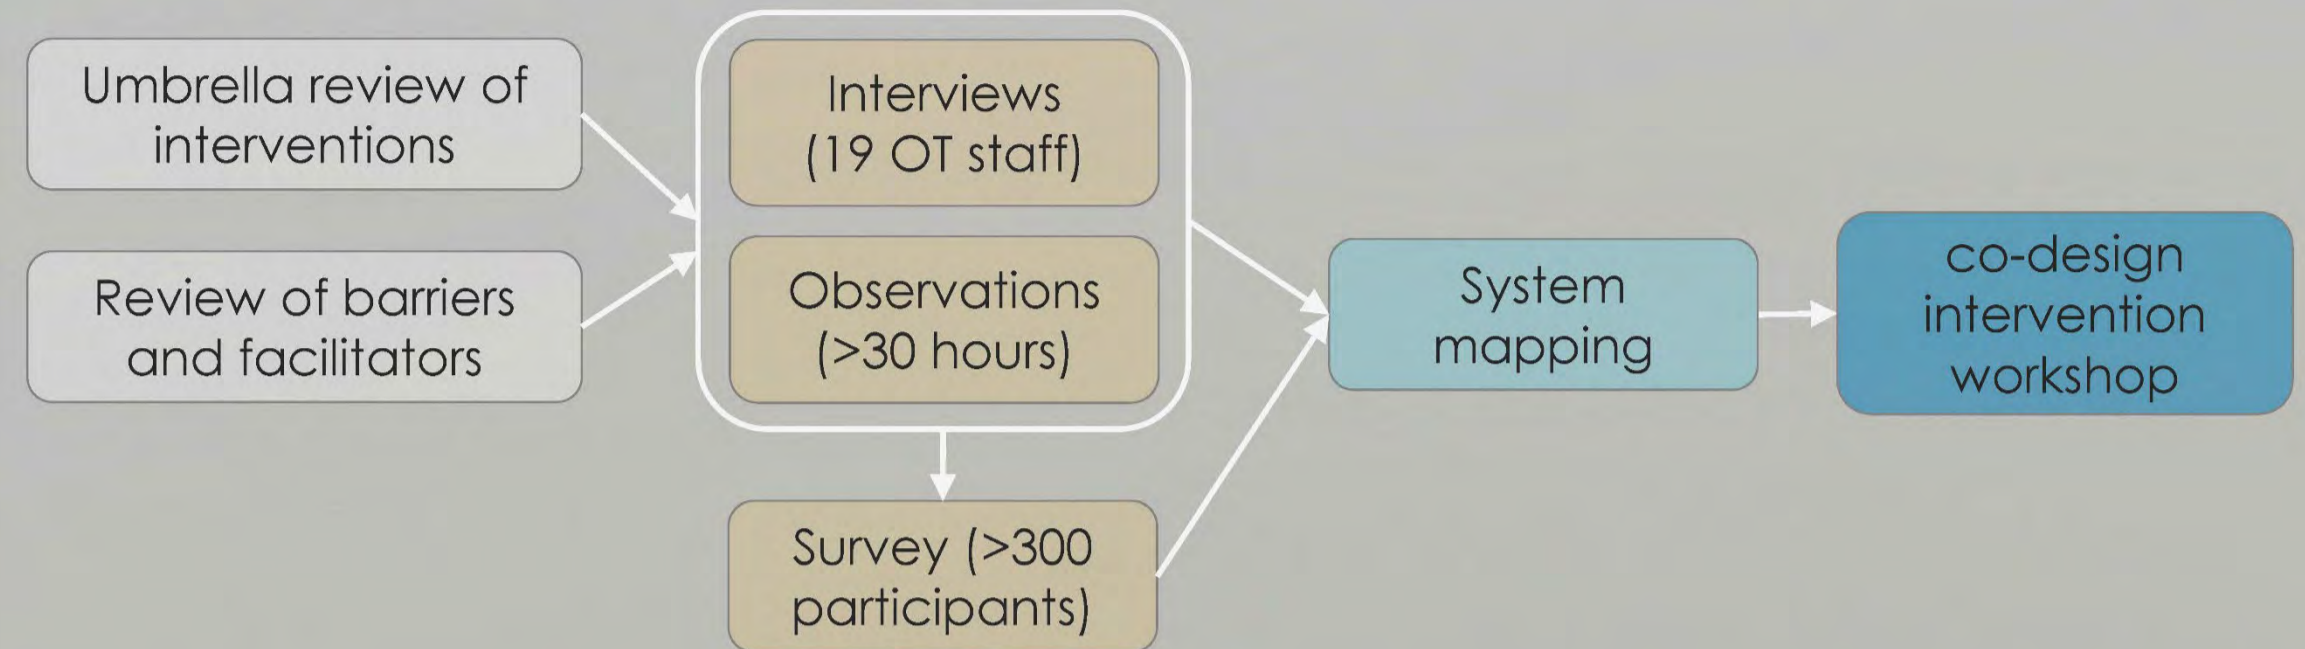 Umbrella review of
interventions
Review of barriers
and facilitators
Interviews
(19 OT staff)
Observations
(>30 hours)
Survey (>300
participants)
System
mapping
co-design
intervention
workshop